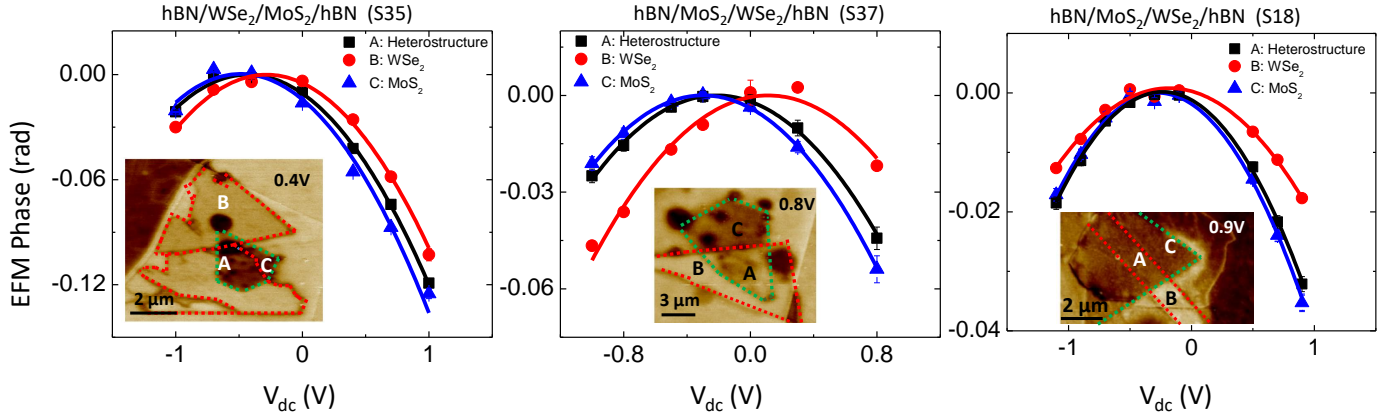 hBN/WSe₂/MoS₂/hBN (S35)
A: Heterostructure
B: WSe₂
C: MoS₂
0.00
-0.06
-0.12
EFM Phase (rad)
0.4V
B
A
C
2 μm
-1
0
1
V_dc (V)
hBN/MoS₂/WSe₂/hBN (S37)
A: Heterostructure
B: WSe₂
C: MoS₂
0.00
-0.03
-0.06
0.8V
C
B
A
3 μm
-0.8
0.0
0.8
V_dc (V)
hBN/MoS₂/WSe₂/hBN (S18)
A: Heterostructure
B: WSe₂
C: MoS₂
0.00
-0.02
-0.04
0.9V
C
A
B
2 μm
-1
0
1
V_dc (V)